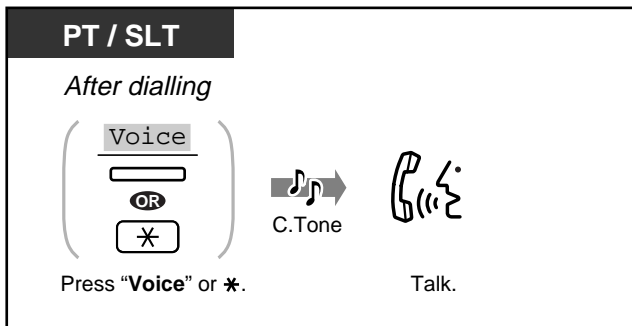 PT / SLT
After dialling
Voice
OR
*
C.Tone
Press “Voice” or *.
Talk.